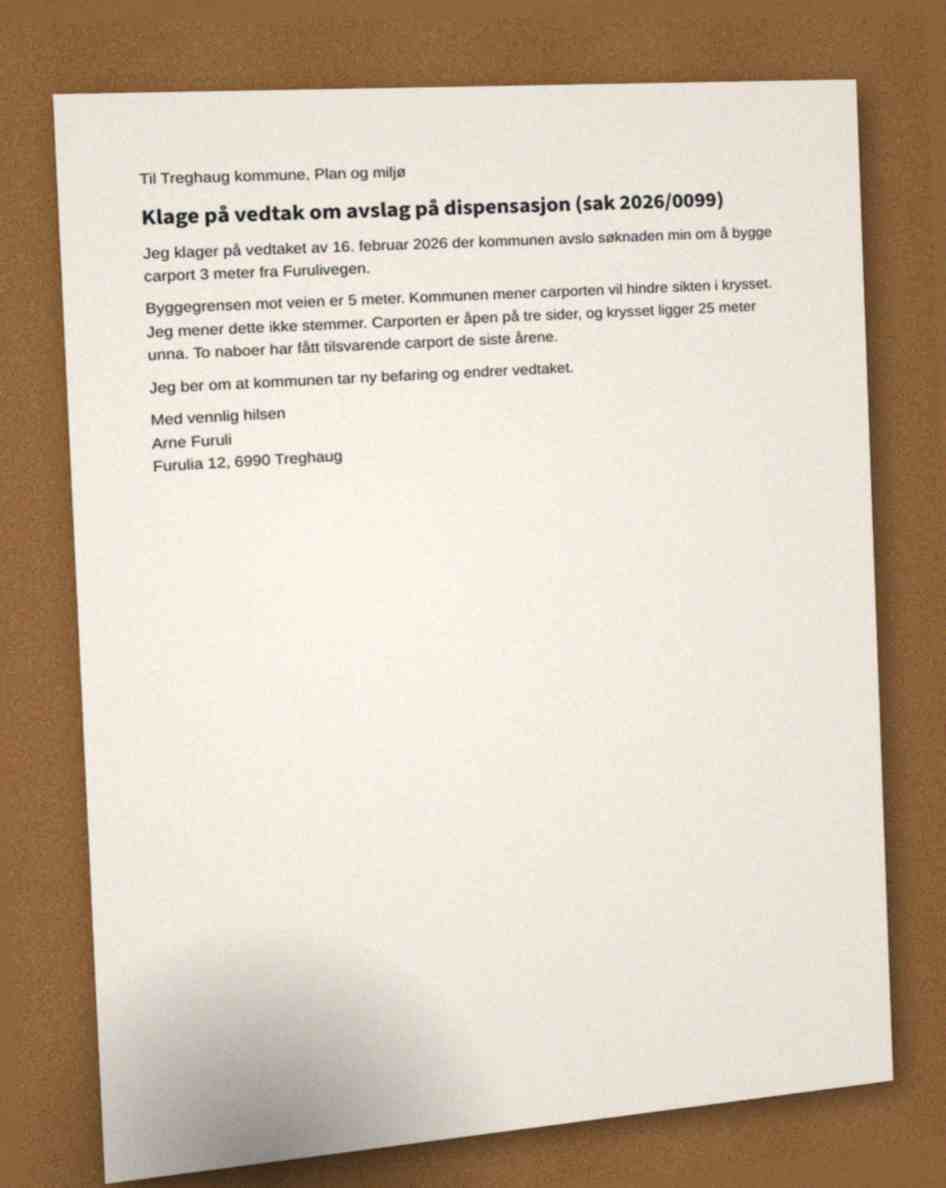 Til Treghaug kommune, Plan og miljø
Klage på vedtak om avslag på dispensasjon (sak 2026/0099)
Jeg klager på vedtaket av 16. februar 2026 der kommunen avslo søknaden min om å bygge
carport 3 meter fra Furulivegen.
Byggegrensen mot veien er 5 meter. Kommunen mener carporten vil hindre sikten i krysset.
Jeg mener dette ikke stemmer. Carporten er åpen på tre sider, og krysset ligger 25 meter
unna. To naboer har fått tilsvarende carport de siste årene.
Jeg ber om at kommunen tar ny befaring og endrer vedtaket.
Med vennlig hilsen
Arne Furuli
Furulia 12, 6990 Treghaug